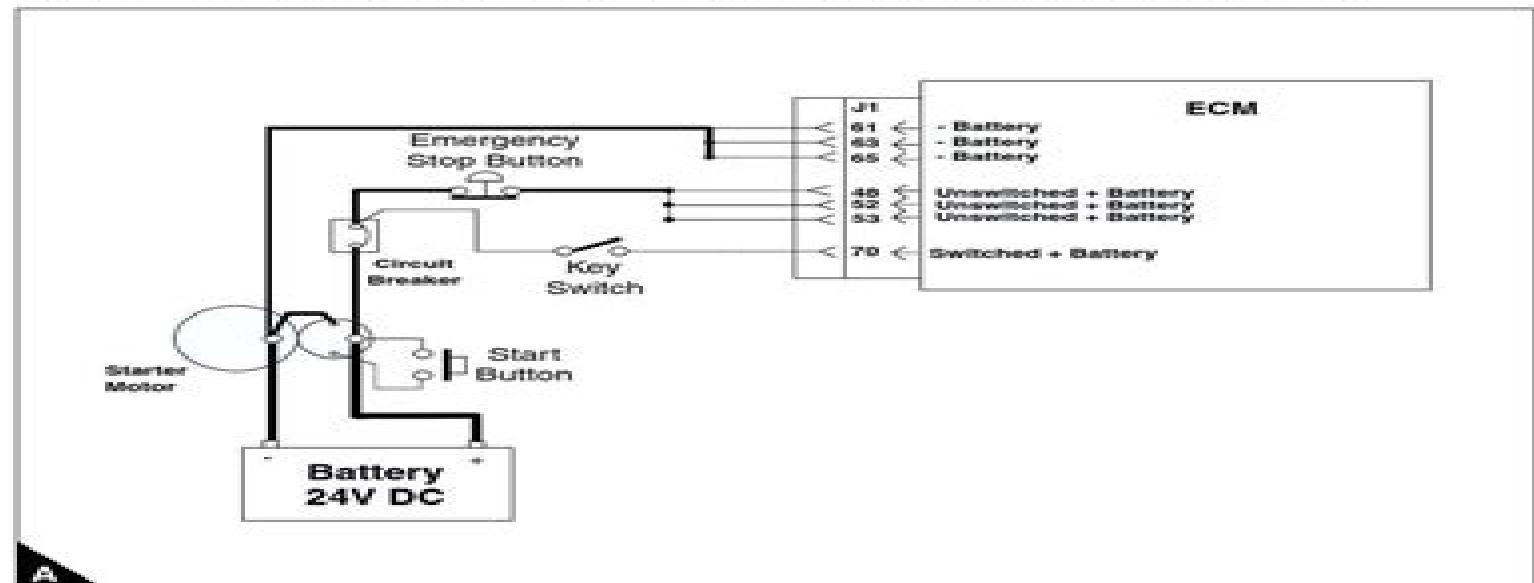 J1
ECM
61 - Battery
63 - Battery
65 - Battery
Emergency
Stop Button
48 Unswitched + Battery
52 Unswitched + Battery
53 Unswitched + Battery
70 Switched + Battery
Circuit
Breaker
Key
Switch
Start
Button
Starter
Motor
- +
Battery
24V DC
A